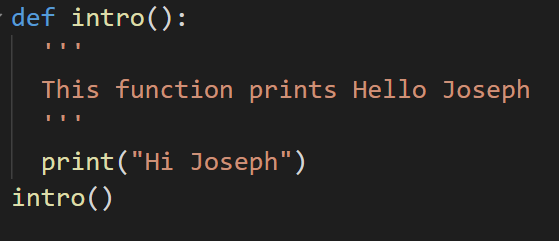 def intro():
'''
This function prints Hello Joseph
'''
print("Hi Joseph")
intro()